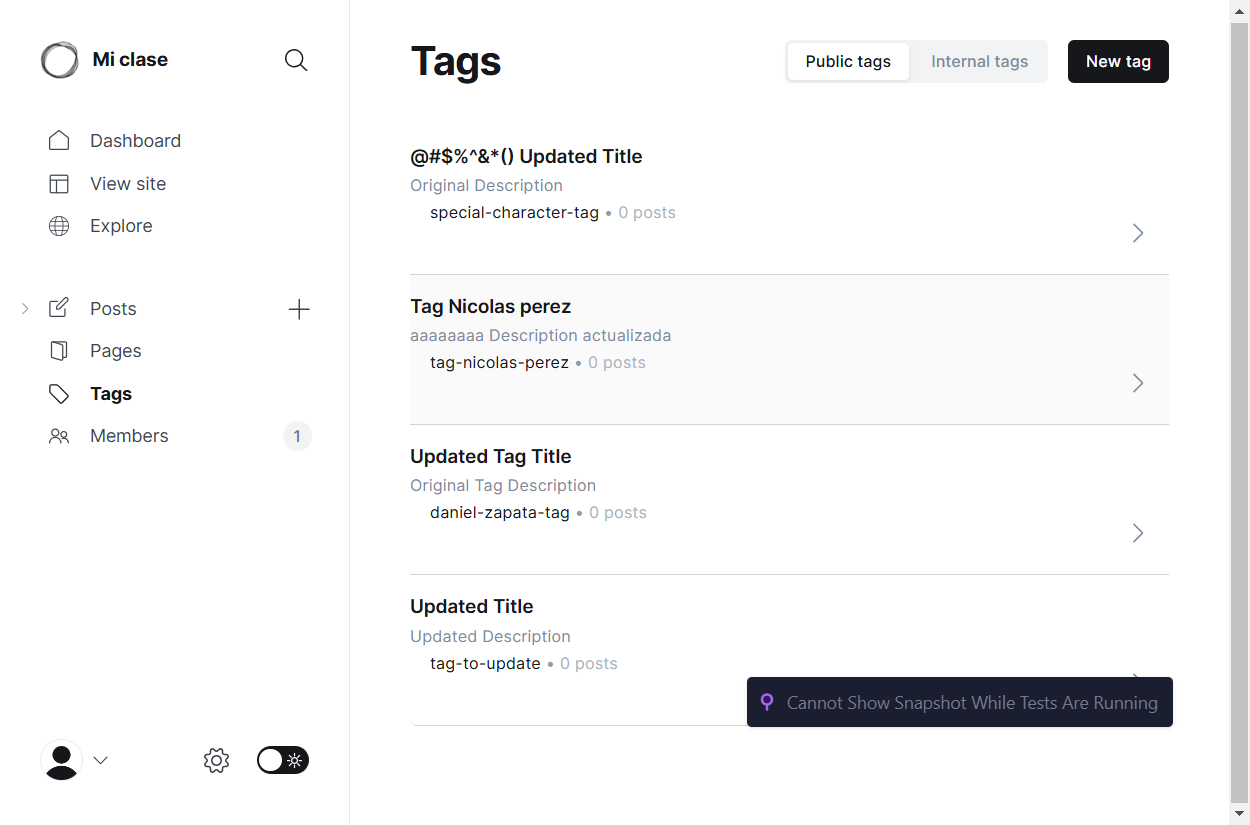 Mi clase
Dashboard
View site
Explore
Posts
Pages
Tags
Members
1
Tags
Public tags
Internal tags
New tag
@#$%^&*() Updated Title
Original Description
special-character-tag • 0 posts
Tag Nicolas perez
aaaaaaaa Description actualizada
tag-nicolas-perez • 0 posts
Updated Tag Title
Original Tag Description
daniel-zapata-tag • 0 posts
Updated Title
Updated Description
tag-to-update • 0 posts
Cannot Show Snapshot While Tests Are Running